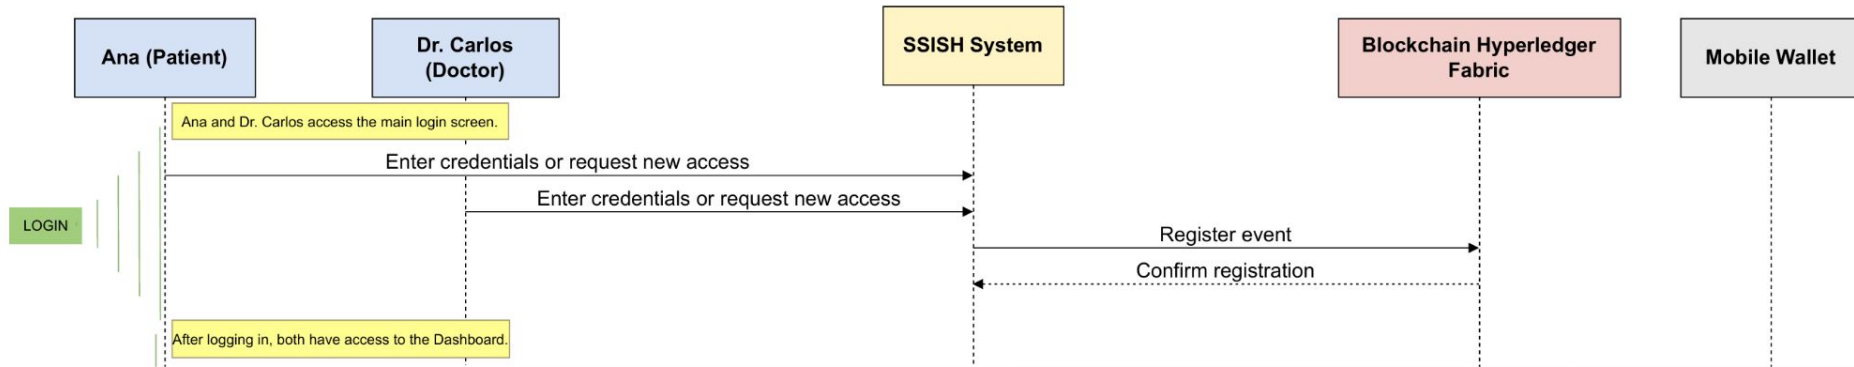 Ana (Patient)
Dr. Carlos
(Doctor)
SSISH System
Blockchain Hyperledger
Fabric
Mobile Wallet
Ana and Dr. Carlos access the main login screen.
Enter credentials or request new access
Enter credentials or request new access
LOGIN
Register event
Confirm registration
After logging in, both have access to the Dashboard.